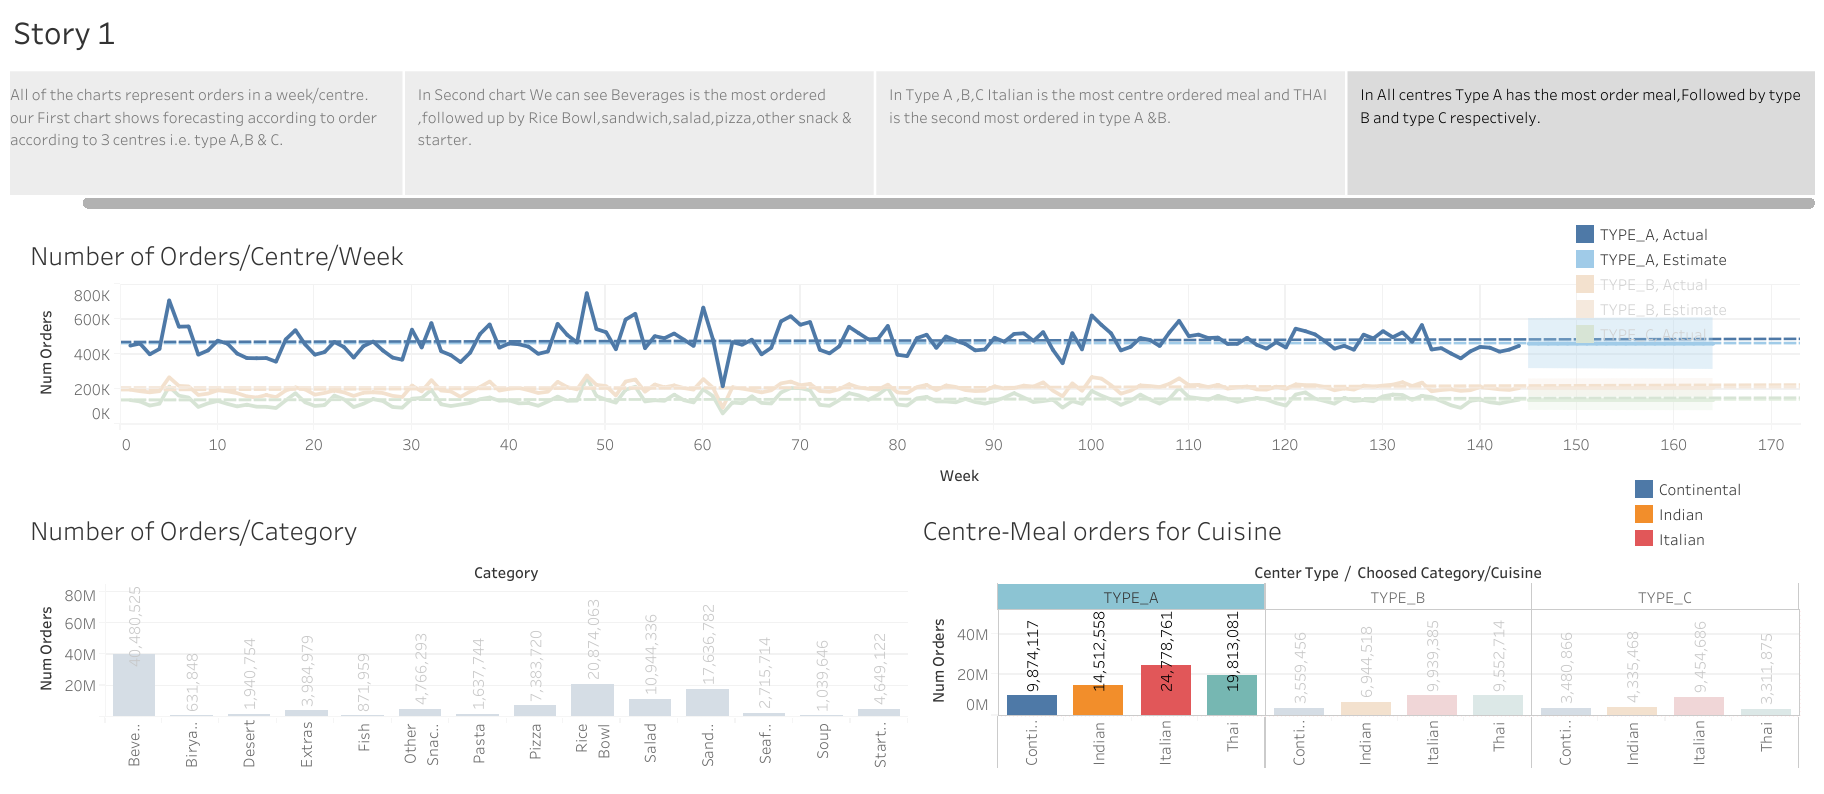 Story 1
All of the charts represent orders in a week/centre.
our First chart shows forecasting according to order
according to 3 centres i.e. type A,B & C.
In Second chart We can see Beverages is the most ordered
,followed up by Rice Bowl,sandwich,salad,pizza,other snack &
starter.
In Type A ,B,C Italian is the most centre ordered meal and THAI
is the second most ordered in type A &B.
In All centres Type A has the most order meal,Followed by type
B and type C respectively.
Number of Orders/Centre/Week
TYPE_A, Actual
TYPE_A, Estimate
TYPE_B, Actual
TYPE_B, Estimate
TYPE_C, Actual
Num Orders
800K
600K
400K
200K
0K
0 10 20 30 40 50 60 70 80 90 100 110 120 130 140 150 160 170
Week
Number of Orders/Category
Category
Num Orders
80M
60M
40M
20M
40,480,525
631,848
1,940,754
3,984,979
871,959
4,766,293
1,637,744
7,383,720
20,874,063
10,944,336
17,636,782
2,715,714
1,039,646
4,649,122
Beve..
Birya..
Desert
Extras
Fish
Other
Snac..
Pasta
Pizza
Rice
Bowl
Salad
Sand..
Seaf..
Soup
Start..
Centre-Meal orders for Cuisine
Continental
Indian
Italian
Center Type / Choosed Category/Cuisine
TYPE_A TYPE_B TYPE_C
Num Orders
40M
20M
0M
9,874,117
14,512,558
24,778,761
19,813,081
3,559,456
6,944,518
9,939,385
9,552,714
3,480,866
4,335,468
9,454,686
3,311,875
Conti..
Indian
Italian
Thai
Conti..
Indian
Italian
Thai
Conti..
Indian
Italian
Thai